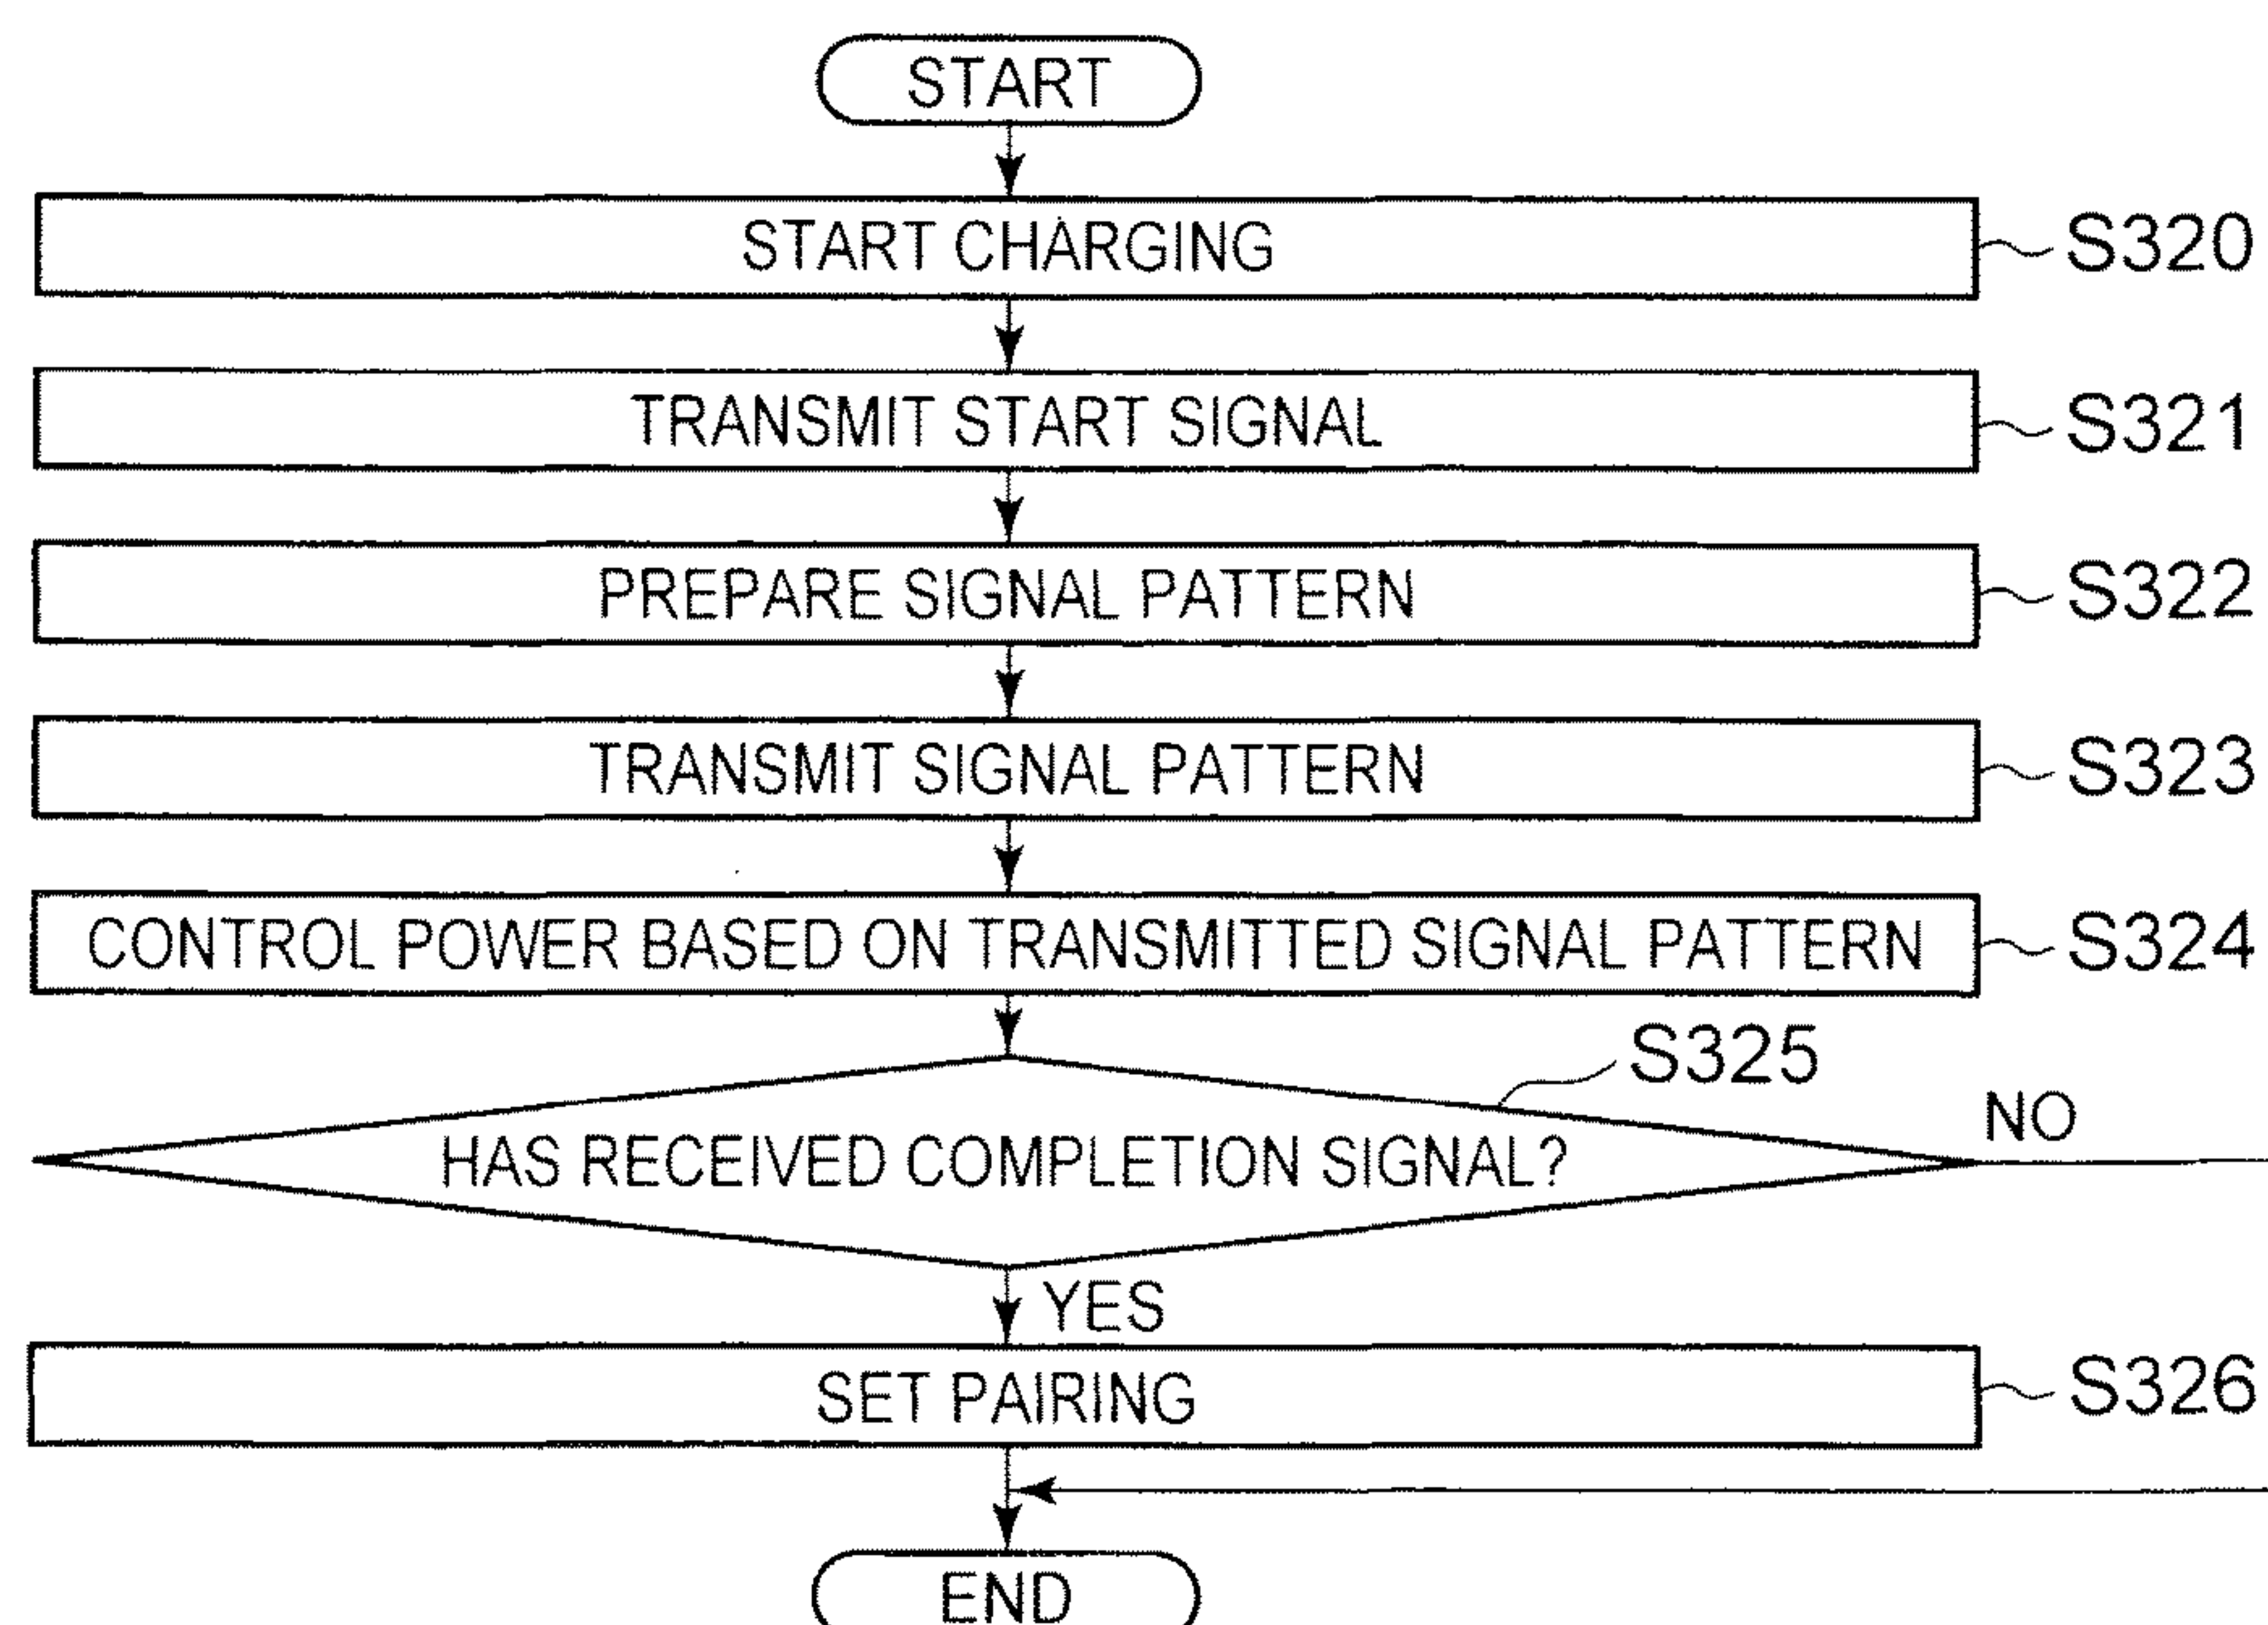 START
START CHARGING S320
TRANSMIT START SIGNAL S321
PREPARE SIGNAL PATTERN S322
TRANSMIT SIGNAL PATTERN S323
CONTROL POWER BASED ON TRANSMITTED SIGNAL PATTERN S324
S325
NO
HAS RECEIVED COMPLETION SIGNAL?
YES
SET PAIRING S326
END